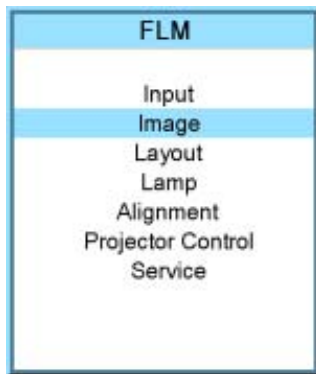 FLM
Input
Image
Layout
Lamp
Alignment
Projector Control
Service